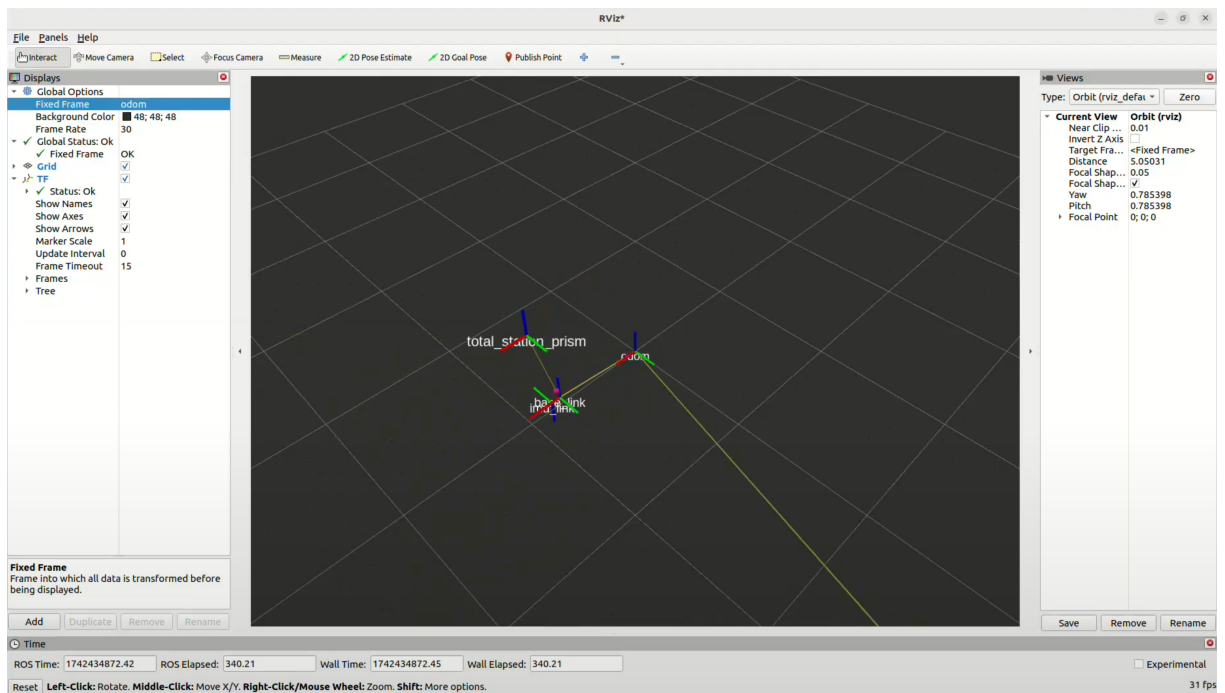 RViz*
File Panels Help
Interact Move Camera Select Focus Camera Measure 2D Pose Estimate 2D Goal Pose Publish Point
Displays
Global Options
Fixed Frame odom
Background Color 48; 48; 48
Frame Rate 30
Global Status: Ok
Fixed Frame OK
Grid
TF
Status: Ok
Show Names
Show Axes
Show Arrows
Marker Scale 1
Update Interval 0
Frame Timeout 15
Frames
Tree
Fixed Frame
Frame into which all data is transformed before
being displayed.
Add Duplicate Remove Rename
total_station_prism
odom
base_link
imu_link
Views
Type: Orbit (rviz_defau Zero
Current View Orbit (rviz)
Near Clip ... 0.01
Invert Z Axis
Target Fra... <Fixed Frame>
Distance 5.05031
Focal Shap... 0.05
Focal Shap...
Yaw 0.785398
Pitch 0.785398
Focal Point 0; 0; 0
Save Remove Rename
Time
ROS Time: 1742434872.42 ROS Elapsed: 340.21 Wall Time: 1742434872.45 Wall Elapsed: 340.21 Experimental
Reset Left-Click: Rotate. Middle-Click: Move X/Y. Right-Click/Mouse Wheel: Zoom. Shift: More options. 31 fps